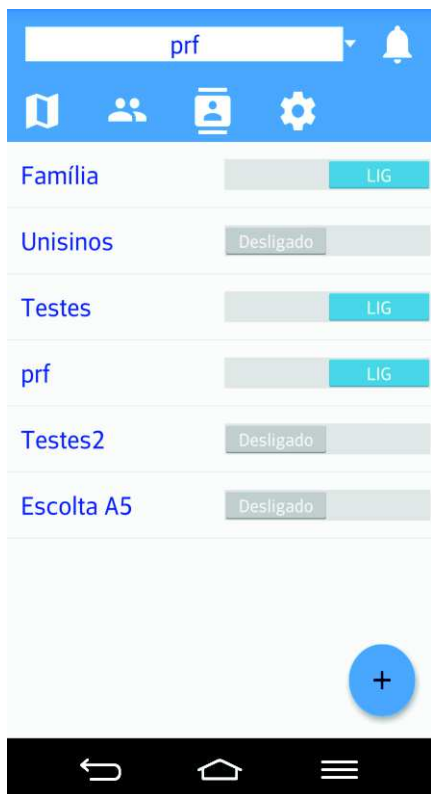 prf
Família LIG
Unisinos Desligado
Testes LIG
prf LIG
Testes2 Desligado
Escolta A5 Desligado
+